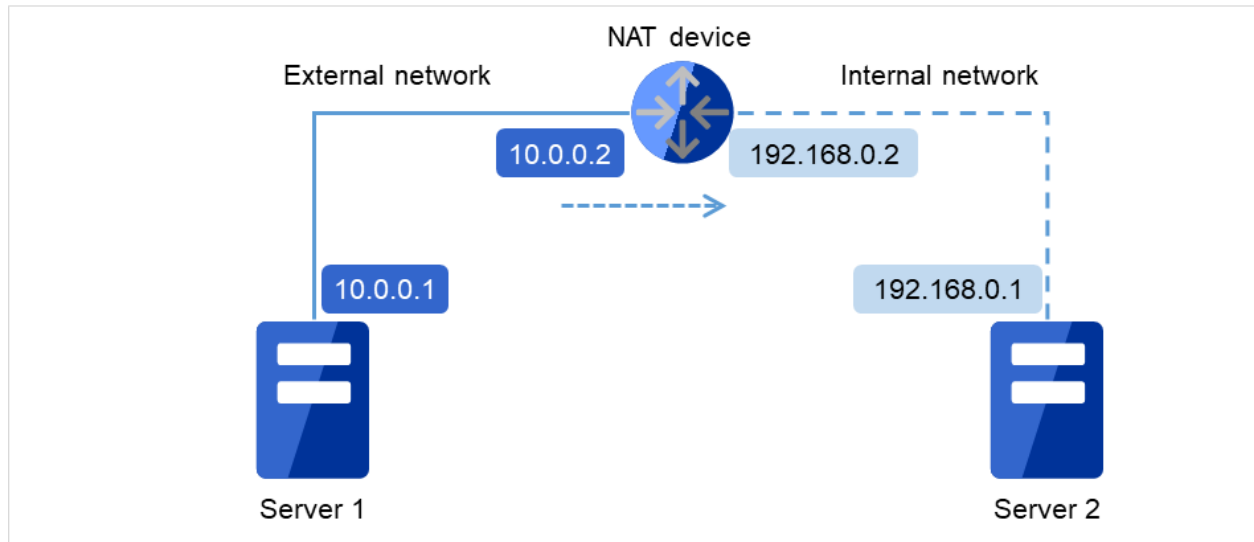 NAT device
External network
Internal network
10.0.0.2
192.168.0.2
10.0.0.1
192.168.0.1
Server 1
Server 2